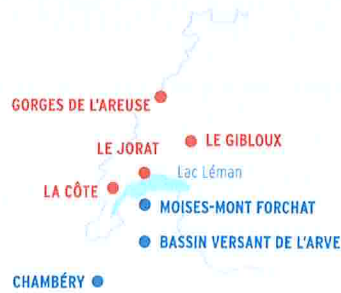 GORGES DE L'AREUSE
LE GIBLOUX
LE JORAT
Lac Léman
LA CÔTE
MOISES-MONT FORCHAT
BASSIN VERSANT DE L'ARVE
CHAMBÉRY